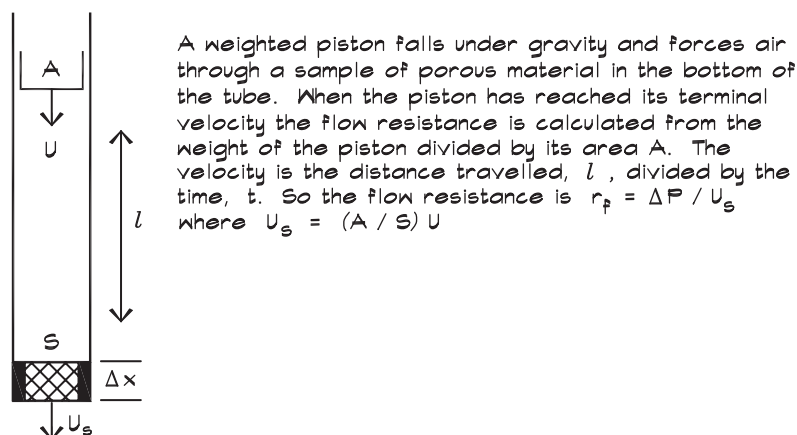 A weighted piston falls under gravity and forces air
through a sample of porous material in the bottom of
the tube. When the piston has reached its terminal
velocity the flow resistance is calculated from the
weight of the piston divided by its area A. The
velocity is the distance travelled, l , divided by the
time, t. So the flow resistance is r_f = ΔP / U_s
where U_s = (A / S) U
A
U
l
S
Δx
U_s